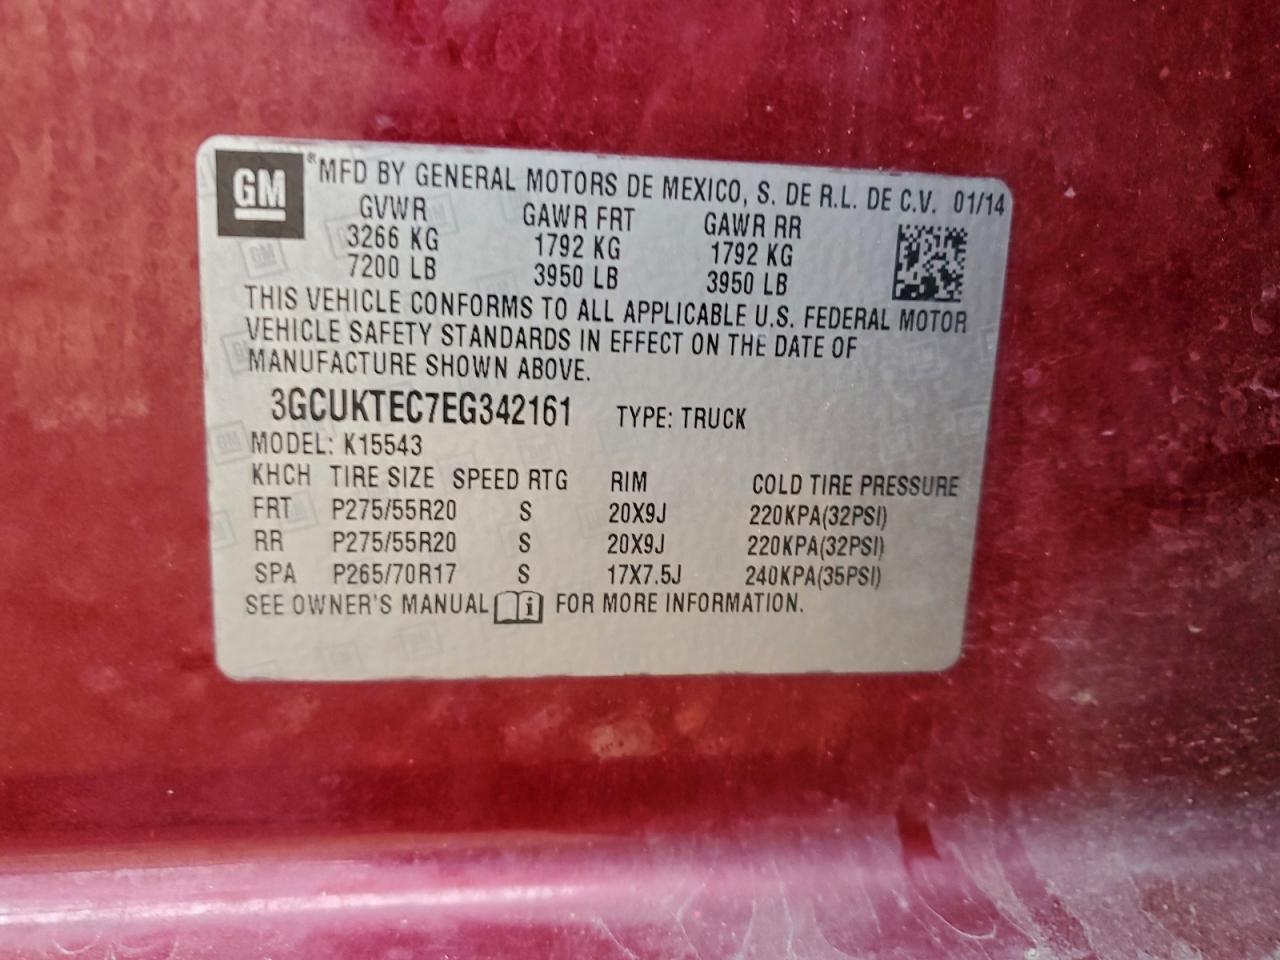 GM ® MFD BY GENERAL MOTORS DE MEXICO, S. DE R.L. DE C.V. 01/14
GVWR GAWR FRT GAWR RR
3266 KG 1792 KG 1792 KG
7200 LB 3950 LB 3950 LB
THIS VEHICLE CONFORMS TO ALL APPLICABLE U.S. FEDERAL MOTOR
VEHICLE SAFETY STANDARDS IN EFFECT ON THE DATE OF
MANUFACTURE SHOWN ABOVE.
3GCUKTEC7EG342161 TYPE: TRUCK
MODEL: K15543
KHCH TIRE SIZE SPEED RTG RIM COLD TIRE PRESSURE
FRT P275/55R20 S 20X9J 220KPA(32PSI)
RR P275/55R20 S 20X9J 220KPA(32PSI)
SPA P265/70R17 S 17X7.5J 240KPA(35PSI)
SEE OWNER'S MANUAL i FOR MORE INFORMATION.